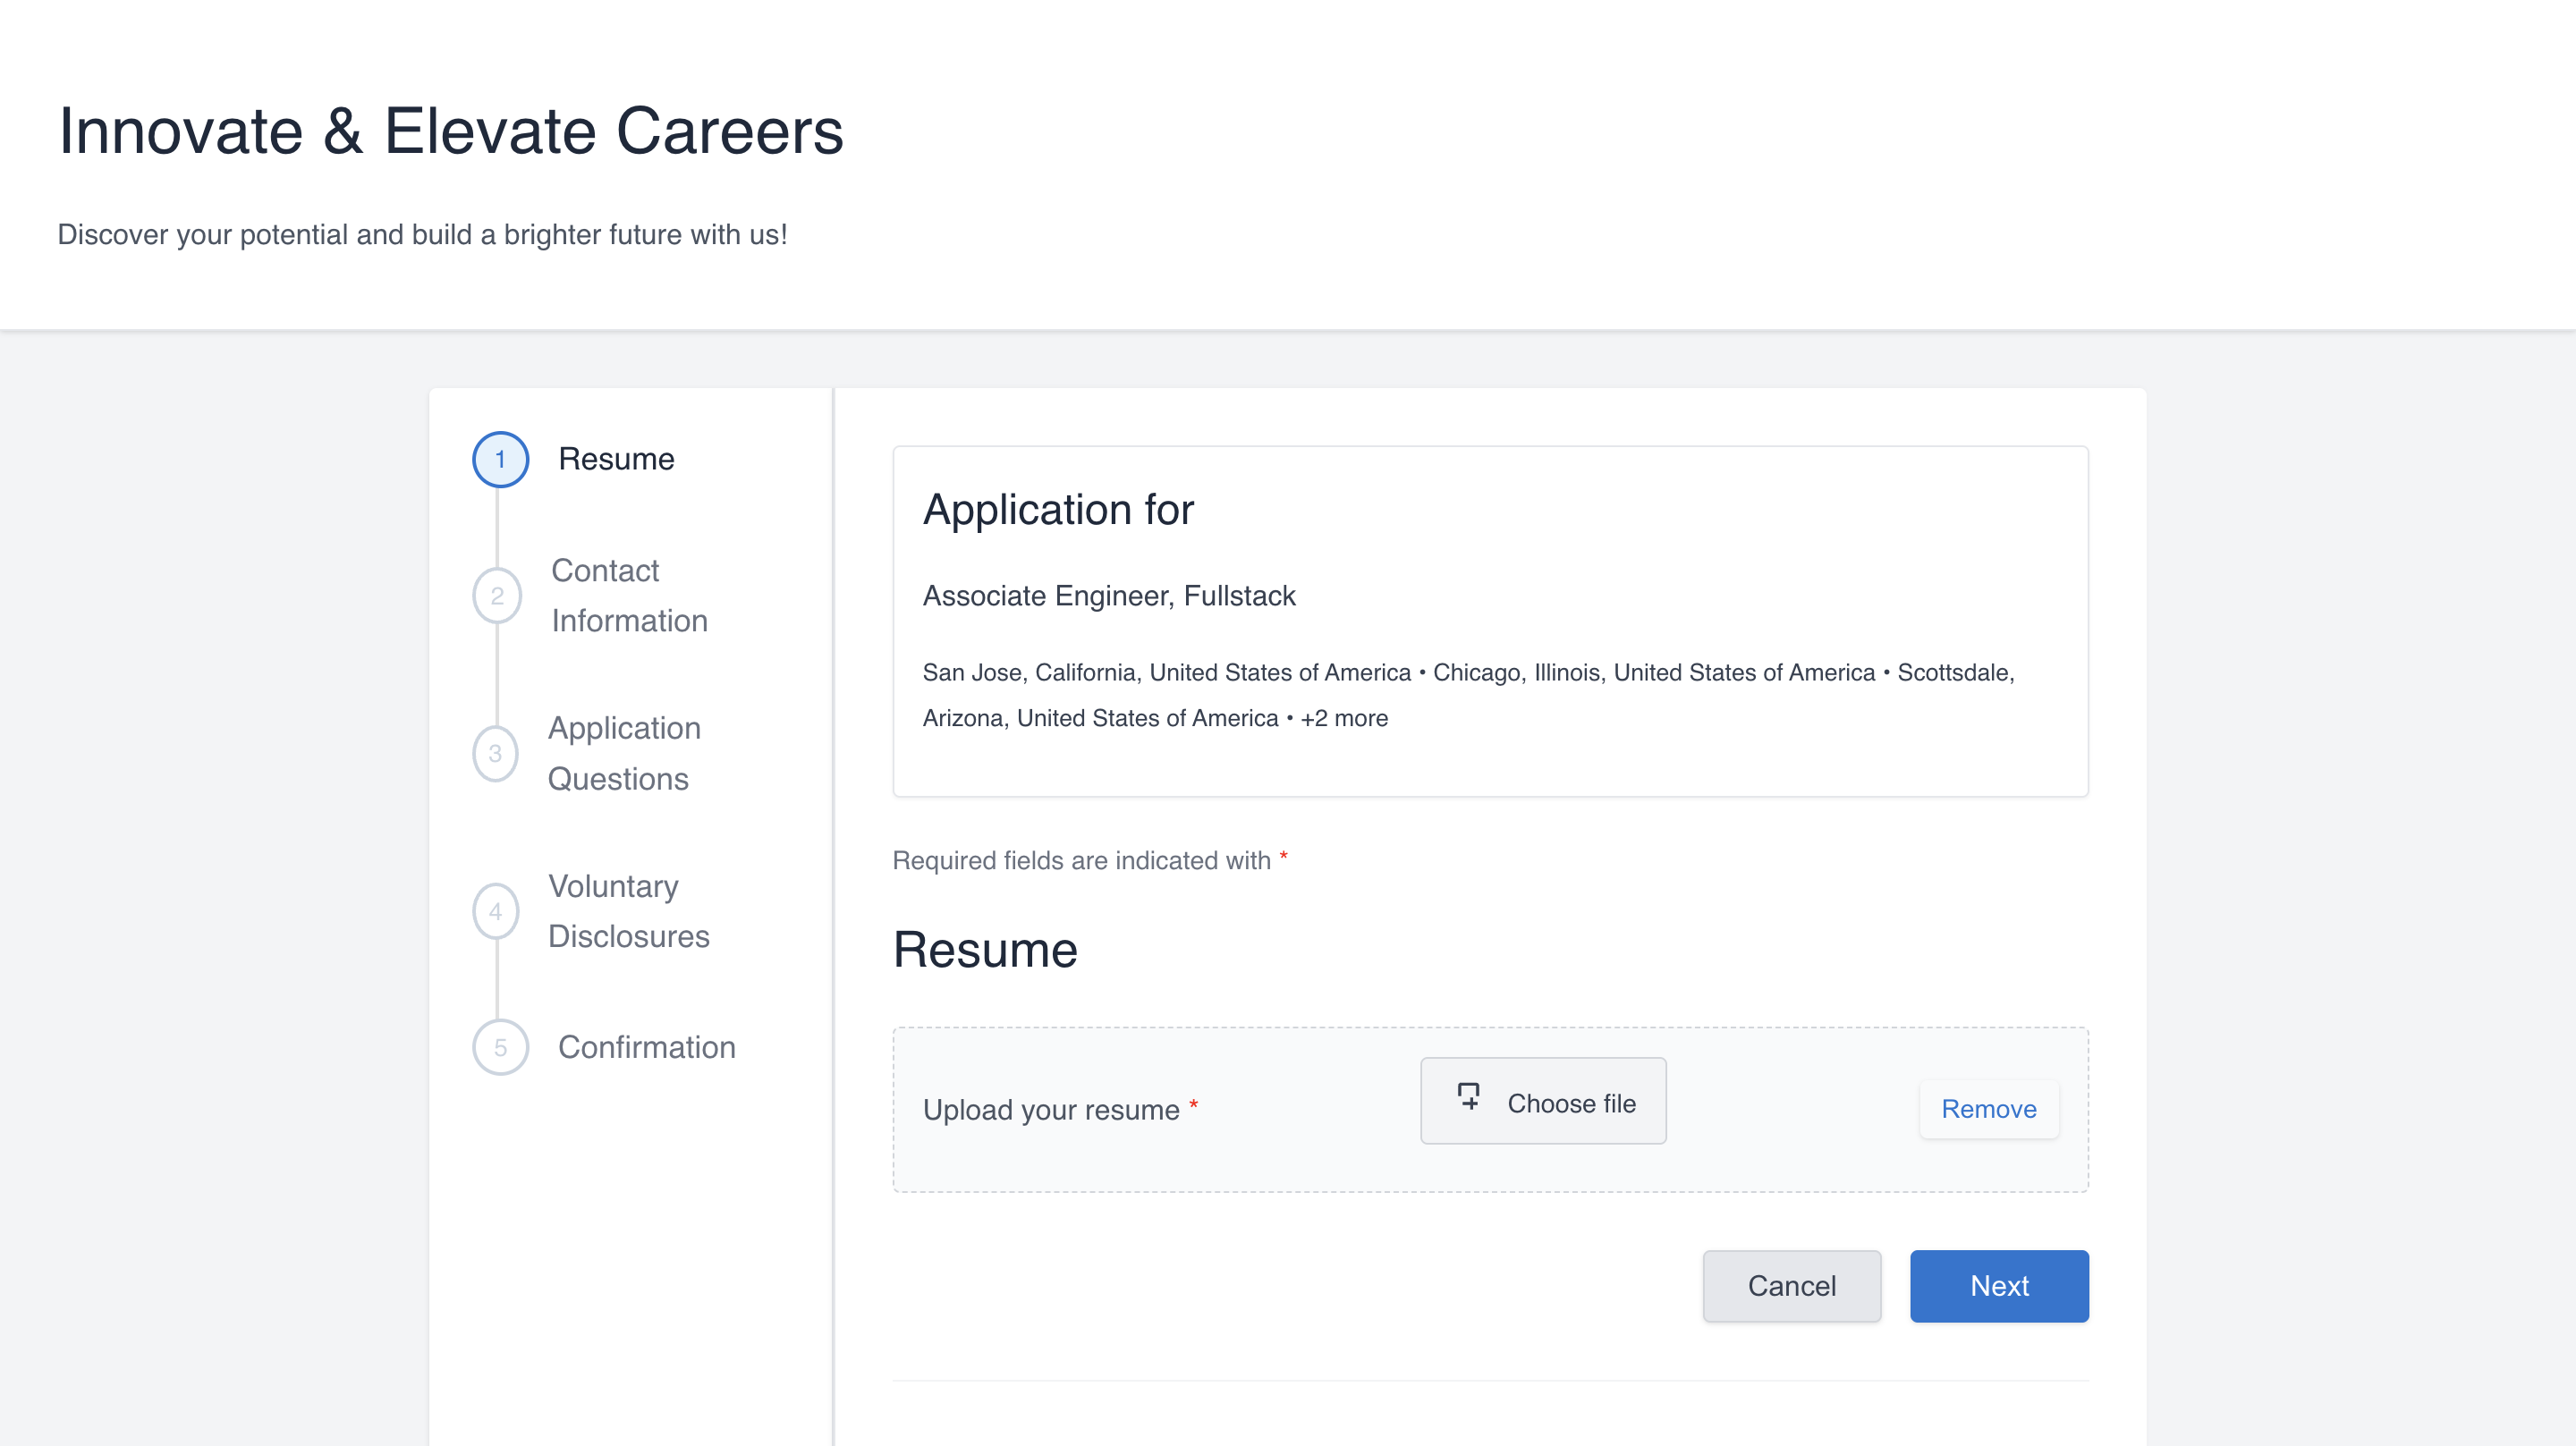 Innovate & Elevate Careers
Discover your potential and build a brighter future with us!
1 Resume
2 Contact
Information
3 Application
Questions
4 Voluntary
Disclosures
5 Confirmation
Application for
Associate Engineer, Fullstack
San Jose, California, United States of America • Chicago, Illinois, United States of America • Scottsdale,
Arizona, United States of America • +2 more
Required fields are indicated with *
Resume
Upload your resume *
Choose file
Remove
Cancel
Next